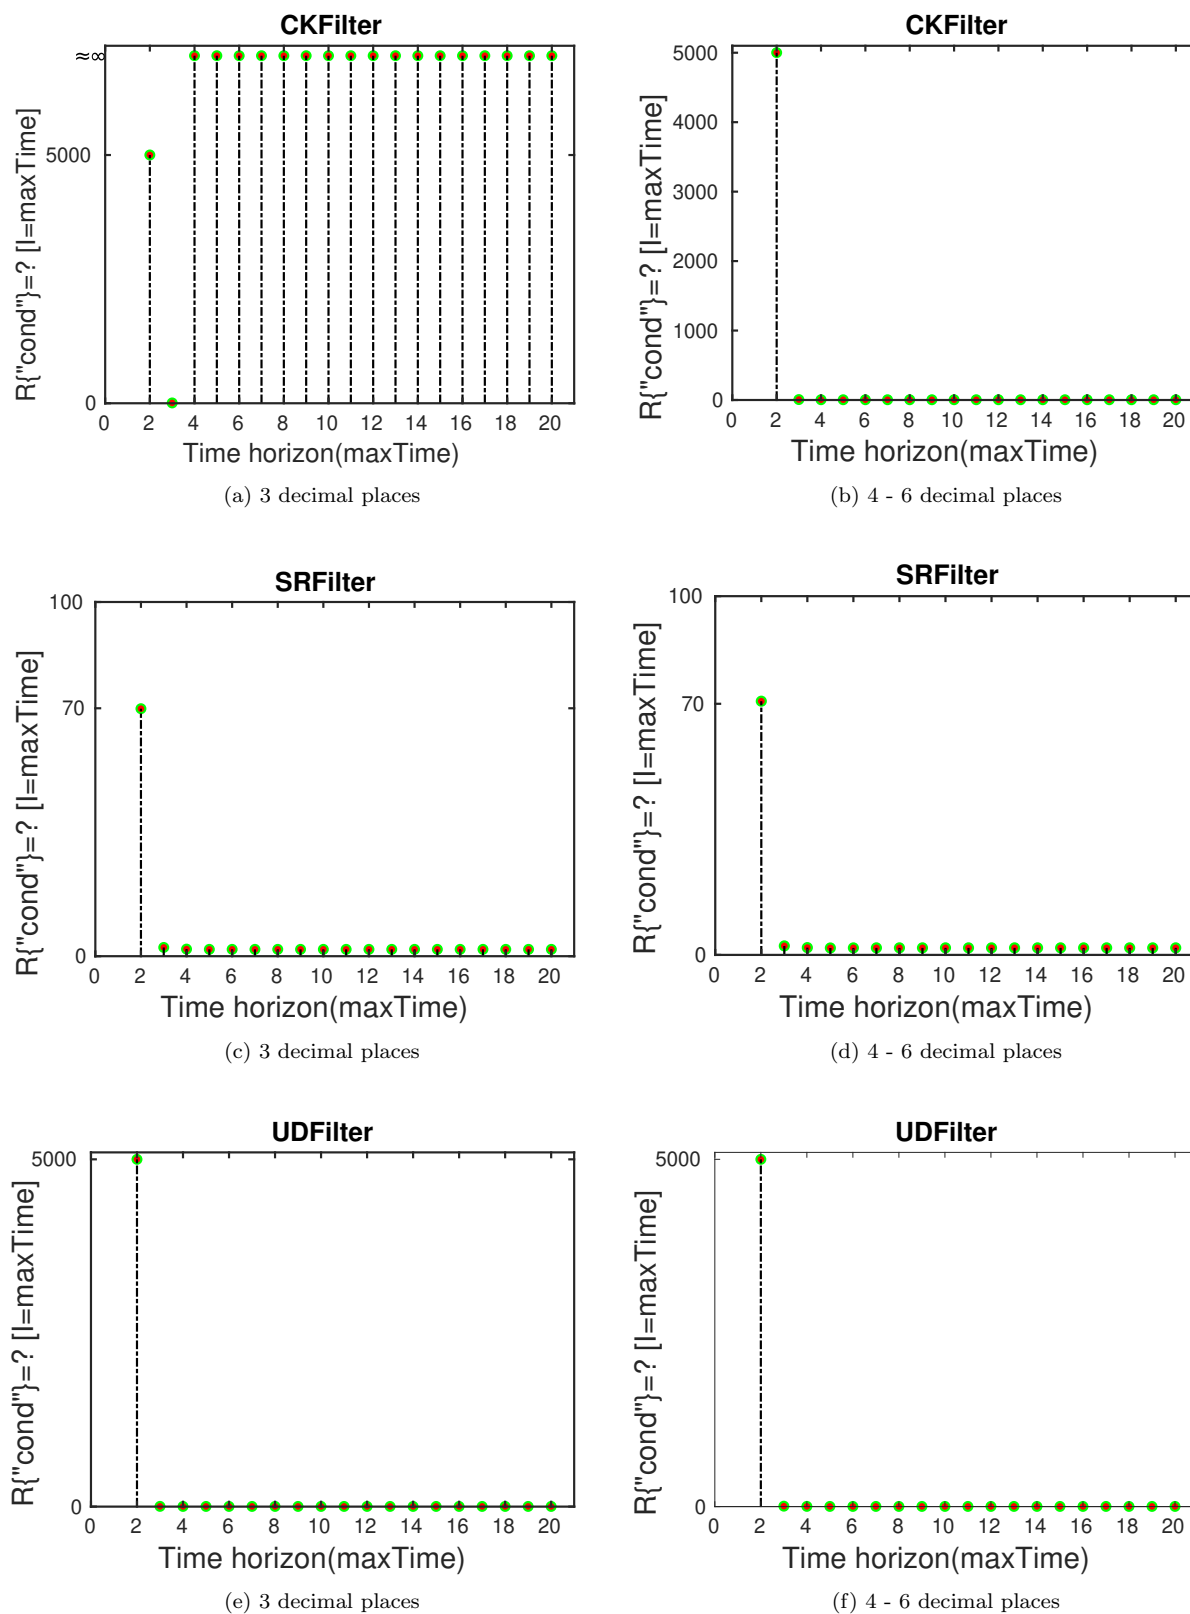 CKFilter
≈∞
5000
0
R{"cond"}=? [I=maxTime]
0 2 4 6 8 10 12 14 16 18 20
Time horizon(maxTime)
(a) 3 decimal places
CKFilter
5000
4000
3000
2000
1000
0
R{"cond"}=? [I=maxTime]
0 2 4 6 8 10 12 14 16 18 20
Time horizon(maxTime)
(b) 4 - 6 decimal places
SRFilter
100
70
0
R{"cond"}=? [I=maxTime]
0 2 4 6 8 10 12 14 16 18 20
Time horizon(maxTime)
(c) 3 decimal places
SRFilter
100
70
0
R{"cond"}=? [I=maxTime]
0 2 4 6 8 10 12 14 16 18 20
Time horizon(maxTime)
(d) 4 - 6 decimal places
UDFilter
5000
0
R{"cond"}=? [I=maxTime]
0 2 4 6 8 10 12 14 16 18 20
Time horizon(maxTime)
(e) 3 decimal places
UDFilter
5000
0
R{"cond"}=? [I=maxTime]
0 2 4 6 8 10 12 14 16 18 20
Time horizon(maxTime)
(f) 4 - 6 decimal places